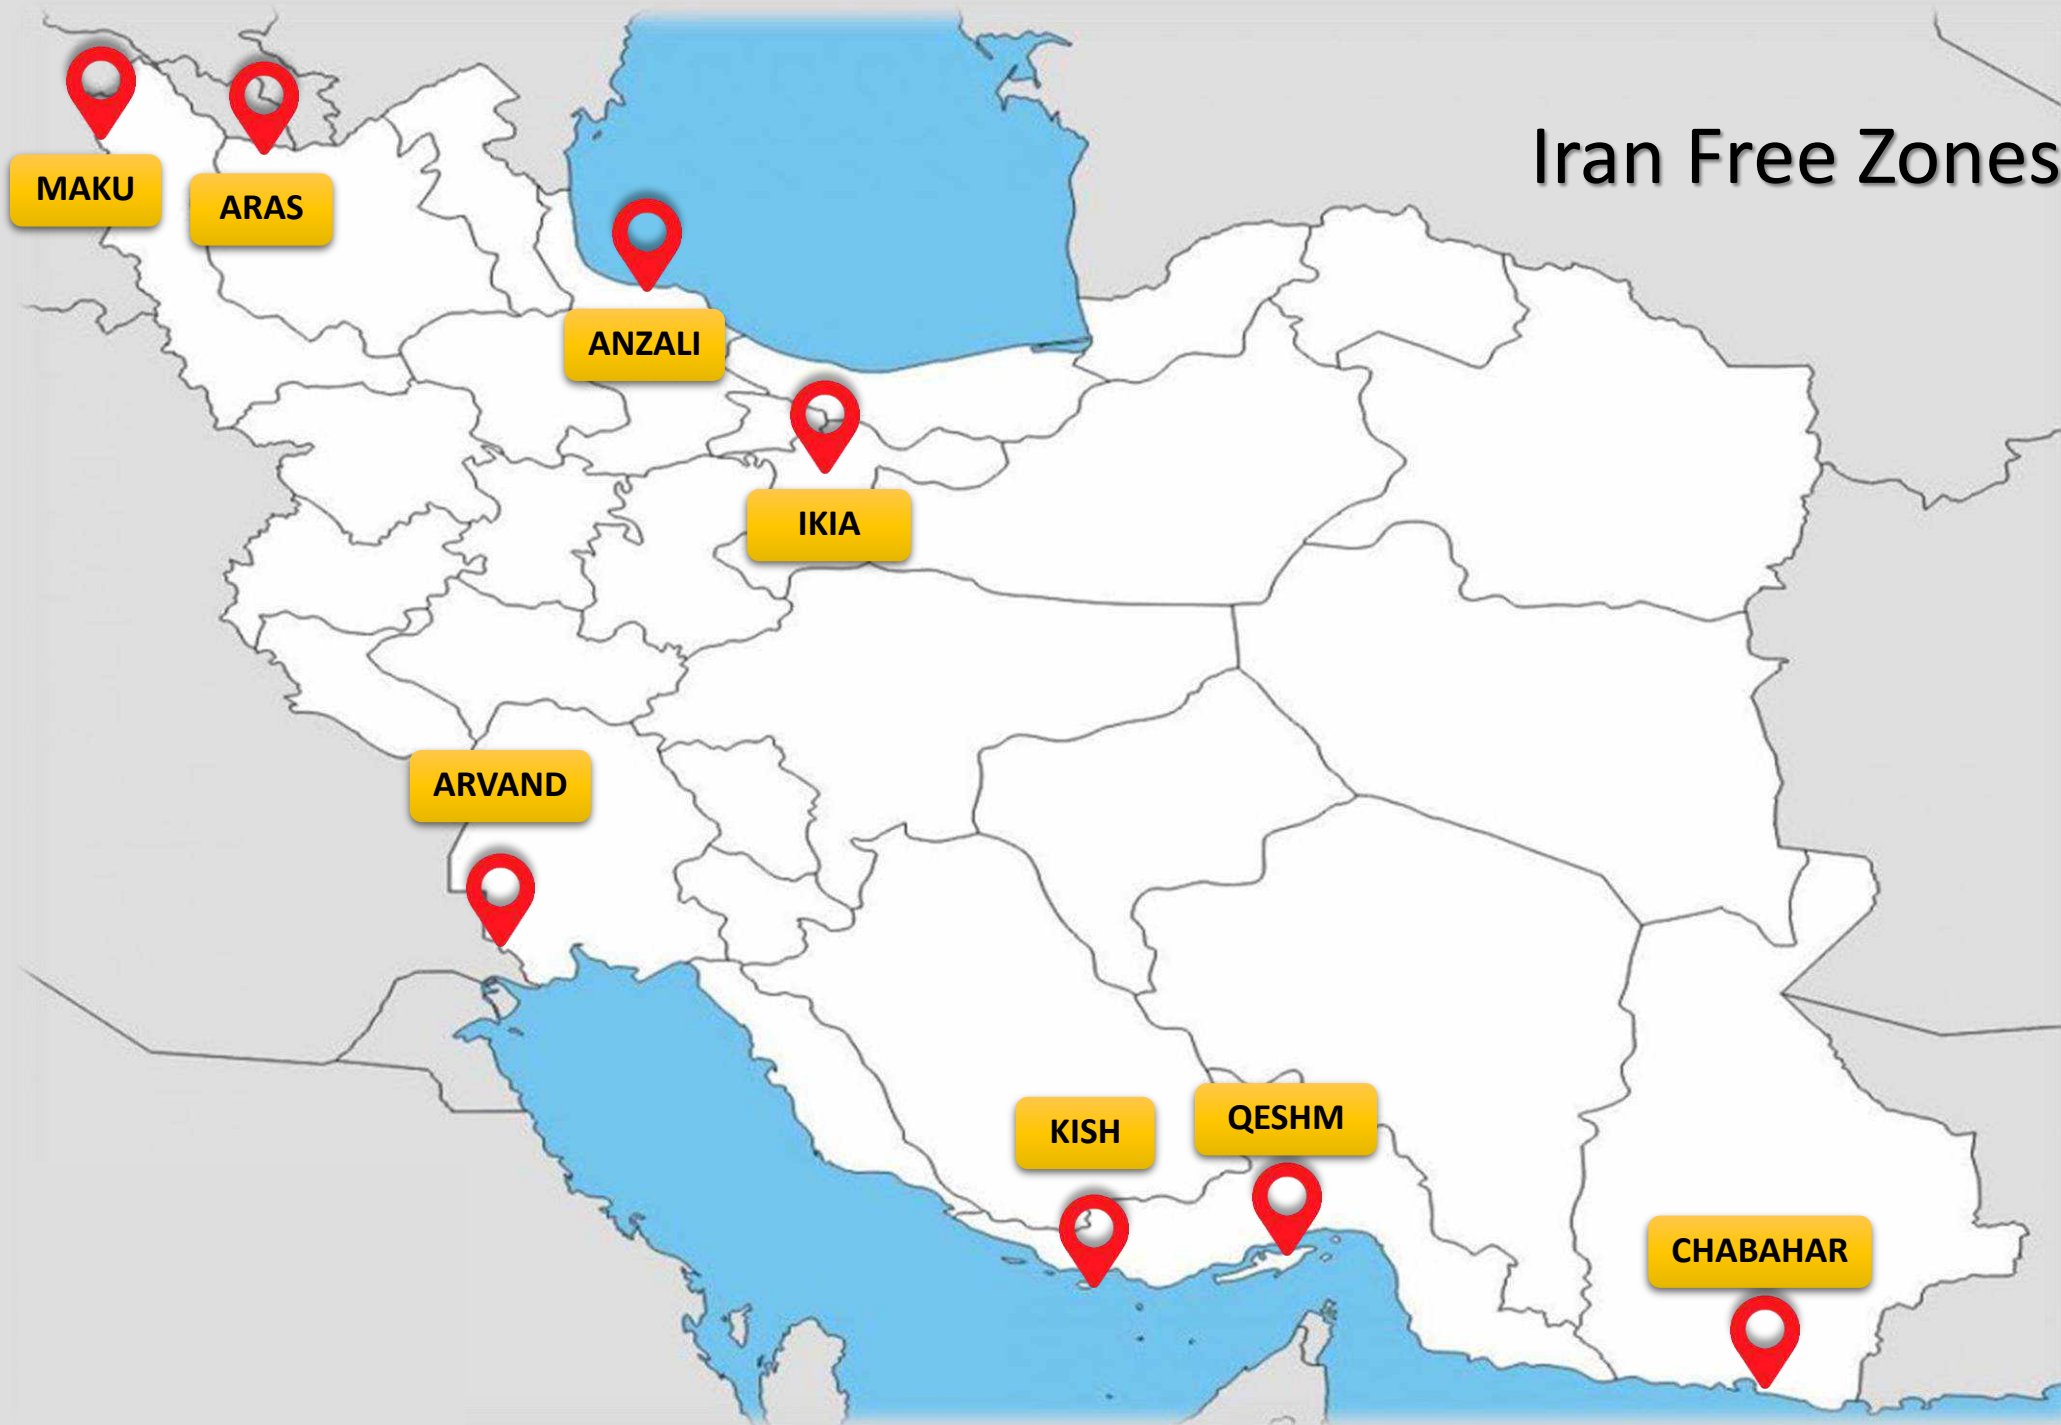 Iran Free Zones
MAKU
ARAS
ANZALI
IKIA
ARVAND
KISH
QESHM
CHABAHAR